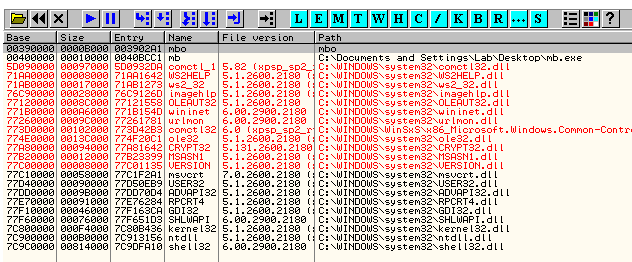 L E M T W H C / K B R ... S ?
Base Size Entry Name File version Path
00390000 0000B000 003902A1 mbo mbo
00400000 00010000 0040BCC1 mb C:\Documents and Settings\Lab\Desktop\mb.exe
5D090000 00097000 5D0932DA comctl_1 5.82 (xpsp_sp2_ C:\WINDOWS\system32\comctl32.dll
71AA0000 00008000 71AA1642 WS2HELP 5.1.2600.2180 ( C:\WINDOWS\system32\WS2HELP.dll
71AB0000 00017000 71AB1273 ws2_32 5.1.2600.2180 ( C:\WINDOWS\system32\ws2_32.dll
76C90000 00028000 76C9126D imagehlp 5.1.2600.2180 ( C:\WINDOWS\system32\imagehlp.dll
77120000 0008C000 77121558 OLEAUT32 5.1.2600.2180 C:\WINDOWS\system32\OLEAUT32.dll
771B0000 000A6000 771B154D wininet 6.00.2900.2180 C:\WINDOWS\system32\wininet.dll
77260000 0009C000 77261781 urlmon 6.00.2900.2180 C:\WINDOWS\system32\urlmon.dll
773D0000 00102000 773D42B3 comctl32 6.0 (xpsp_sp2_r C:\WINDOWS\WinSxS\x86_Microsoft.Windows.Common-Contr
774E0000 0013C000 774F20C1 ole32 5.1.2600.2180 ( C:\WINDOWS\system32\ole32.dll
77A80000 00094000 77A81642 CRYPT32 5.131.2600.2180 C:\WINDOWS\system32\CRYPT32.dll
77B20000 00012000 77B23399 MSASN1 5.1.2600.2180 ( C:\WINDOWS\system32\MSASN1.dll
77C00000 00008000 77C01135 VERSION 5.1.2600.2180 ( C:\WINDOWS\system32\VERSION.dll
77C10000 00058000 77C1F2A1 msvcrt 7.0.2600.2180 ( C:\WINDOWS\system32\msvcrt.dll
77D40000 00090000 77D50EB9 USER32 5.1.2600.2180 ( C:\WINDOWS\system32\USER32.dll
77DD0000 0009B000 77DD70D4 ADVAPI32 5.1.2600.2180 ( C:\WINDOWS\system32\ADVAPI32.dll
77E70000 00091000 77E76284 RPCRT4 5.1.2600.2180 ( C:\WINDOWS\system32\RPCRT4.dll
77F10000 00046000 77F163CA GDI32 5.1.2600.2180 ( C:\WINDOWS\system32\GDI32.dll
77F60000 00076000 77F651D3 SHLWAPI 6.00.2900.2180 C:\WINDOWS\system32\SHLWAPI.dll
7C800000 000F4000 7C80B436 kernel32 5.1.2600.2180 ( C:\WINDOWS\system32\kernel32.dll
7C900000 000B0000 7C913156 ntdll 5.1.2600.2180 ( C:\WINDOWS\system32\ntdll.dll
7C9C0000 00814000 7C9DFA10 shell32 6.00.2900.2180 C:\WINDOWS\system32\shell32.dll